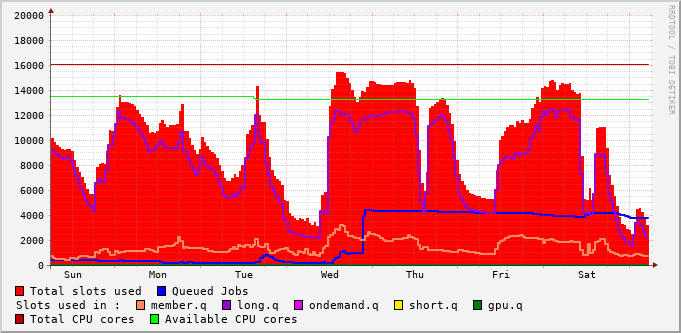 20000
18000
16000
14000
12000
10000
8000
6000
4000
2000
0
Sun Mon Tue Wed Thu Fri Sat
Total slots used Queued Jobs
Slots used in : member.q long.q ondemand.q short.q gpu.q
Total CPU cores Available CPU cores
RRDTOOL / TOBI OETIKER